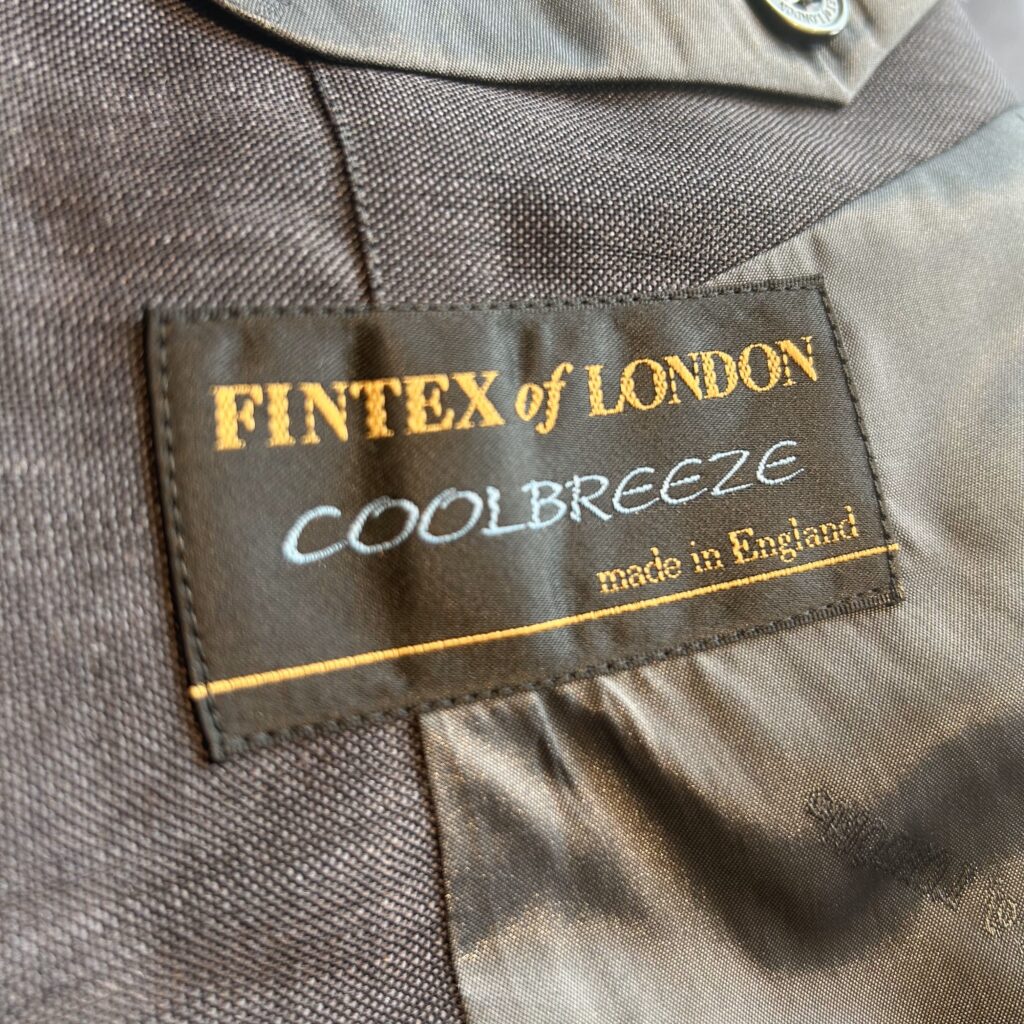 FINTEX of LONDON
COOLBREEZE
made in England